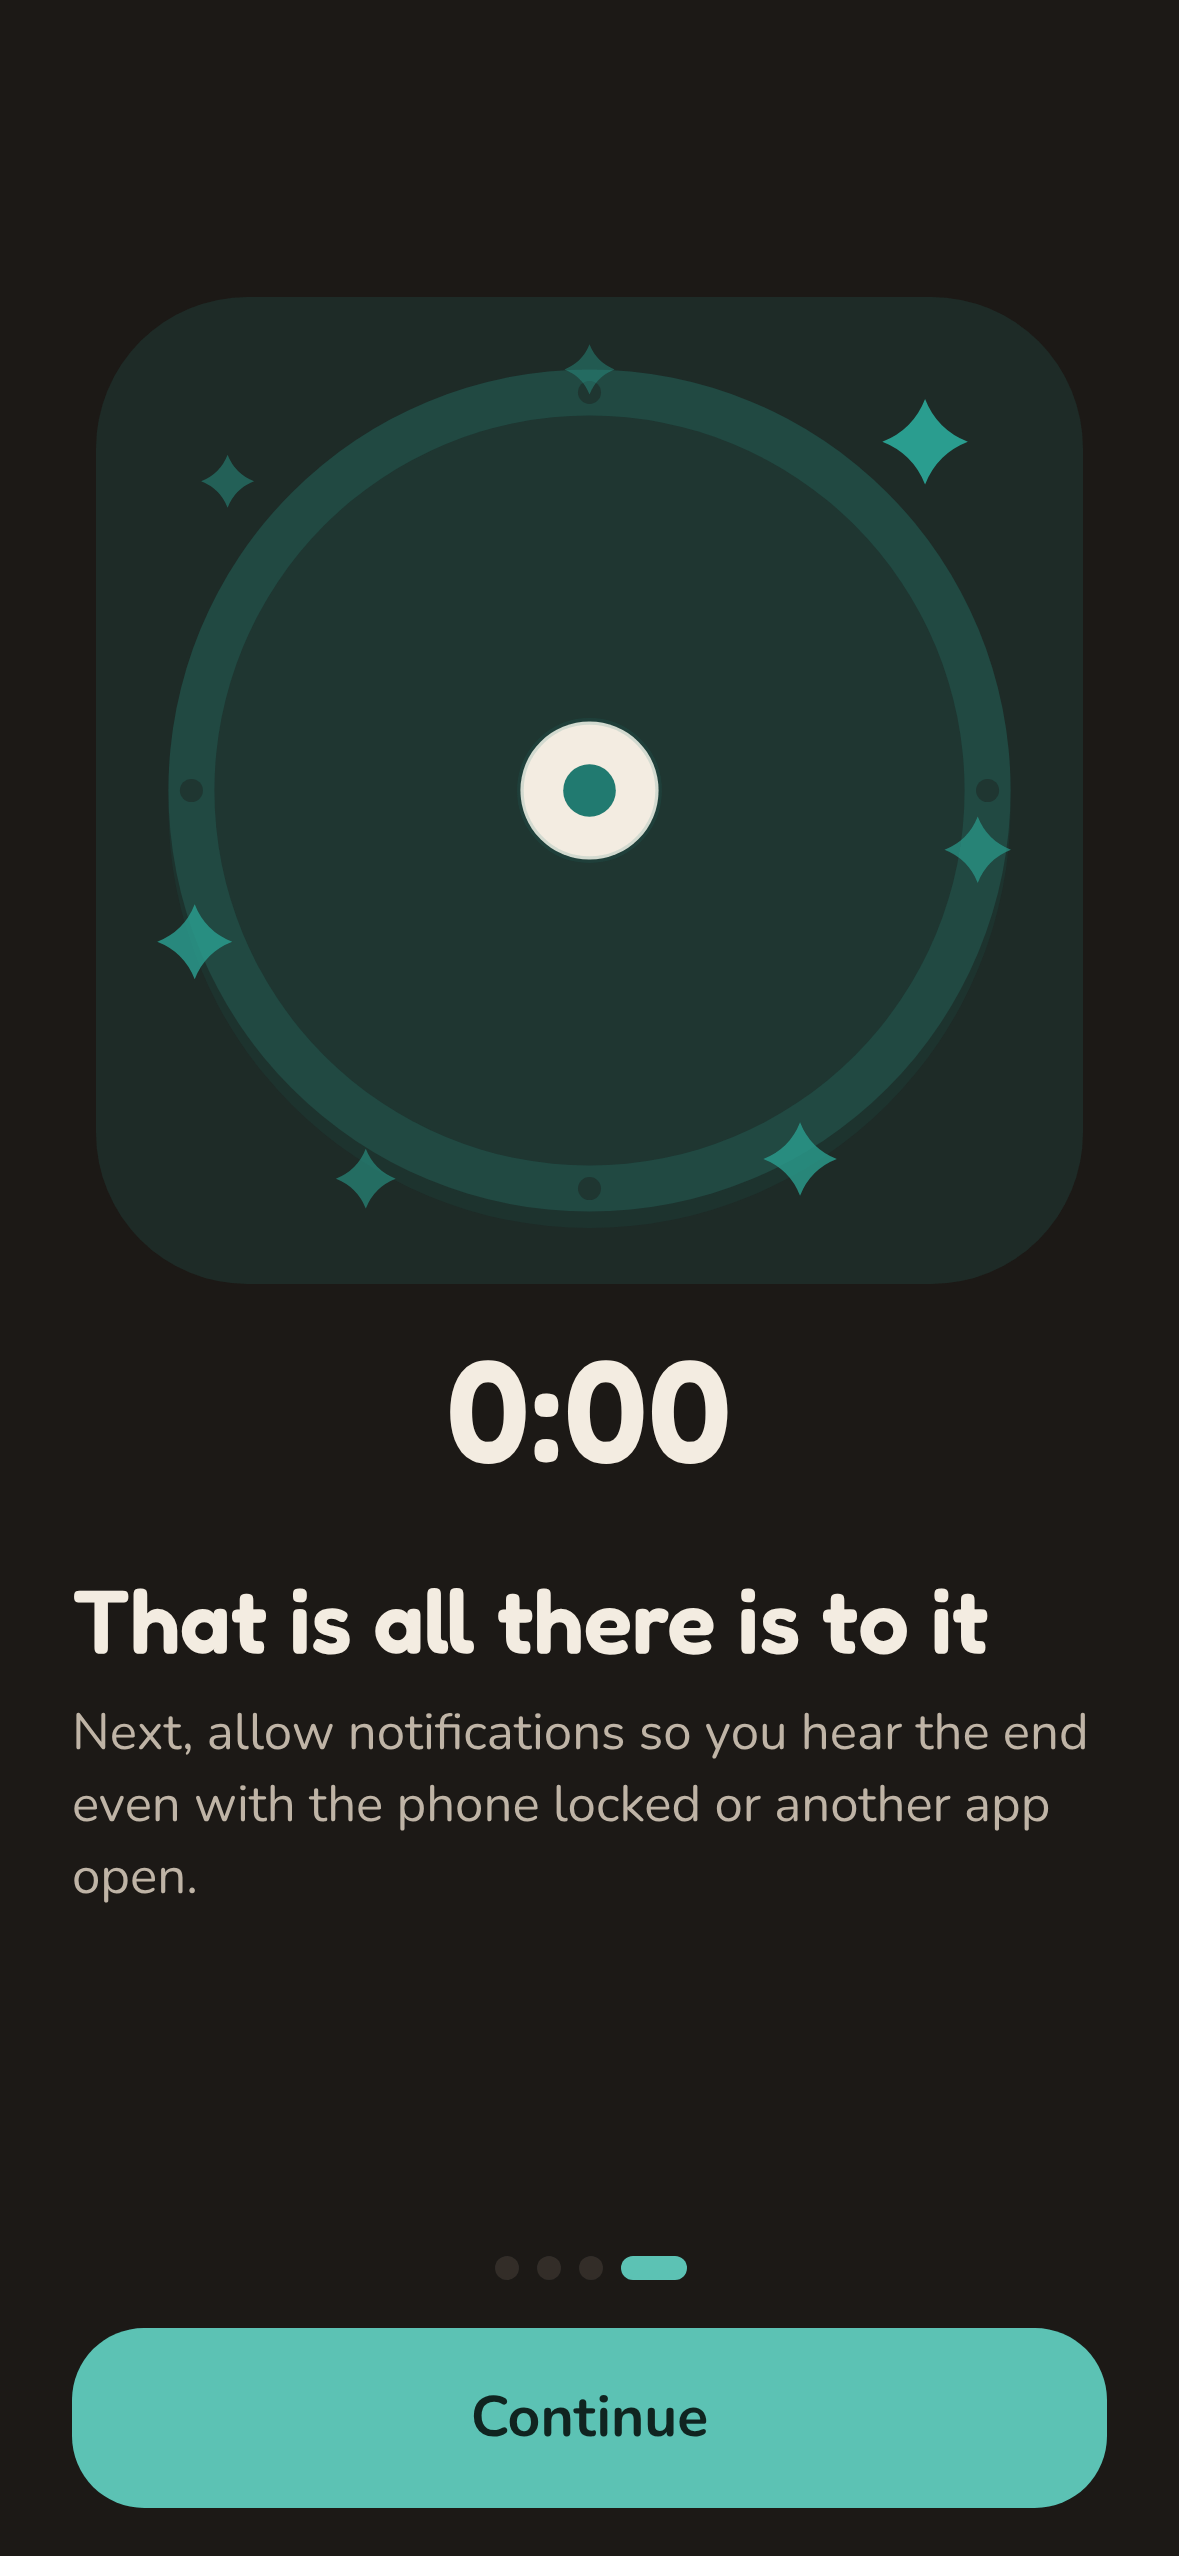 0:00
That is all there is to it
Next, allow notifications so you hear the end
even with the phone locked or another app
open.
Continue